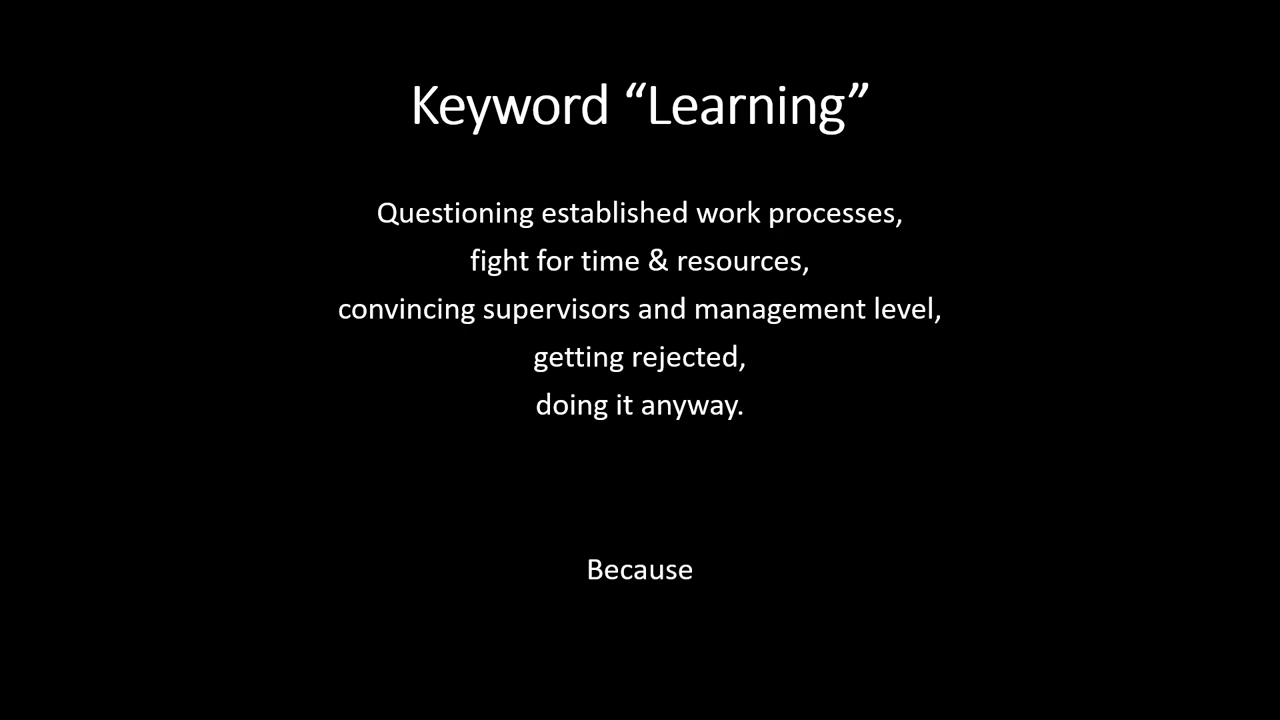 Keyword “Learning”
Questioning established work processes,
fight for time & resources,
convincing supervisors and management level,
getting rejected,
doing it anyway.
Because